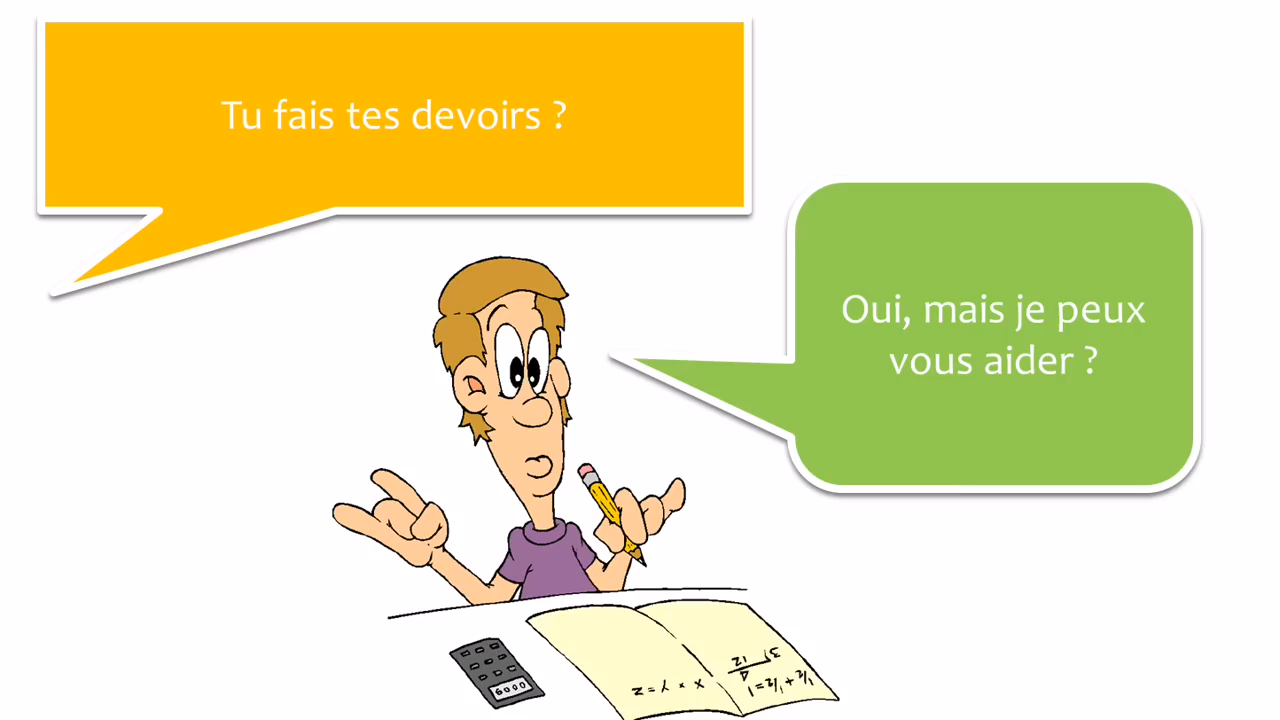 Tu fais tes devoirs ?
Oui, mais je peux
vous aider ?